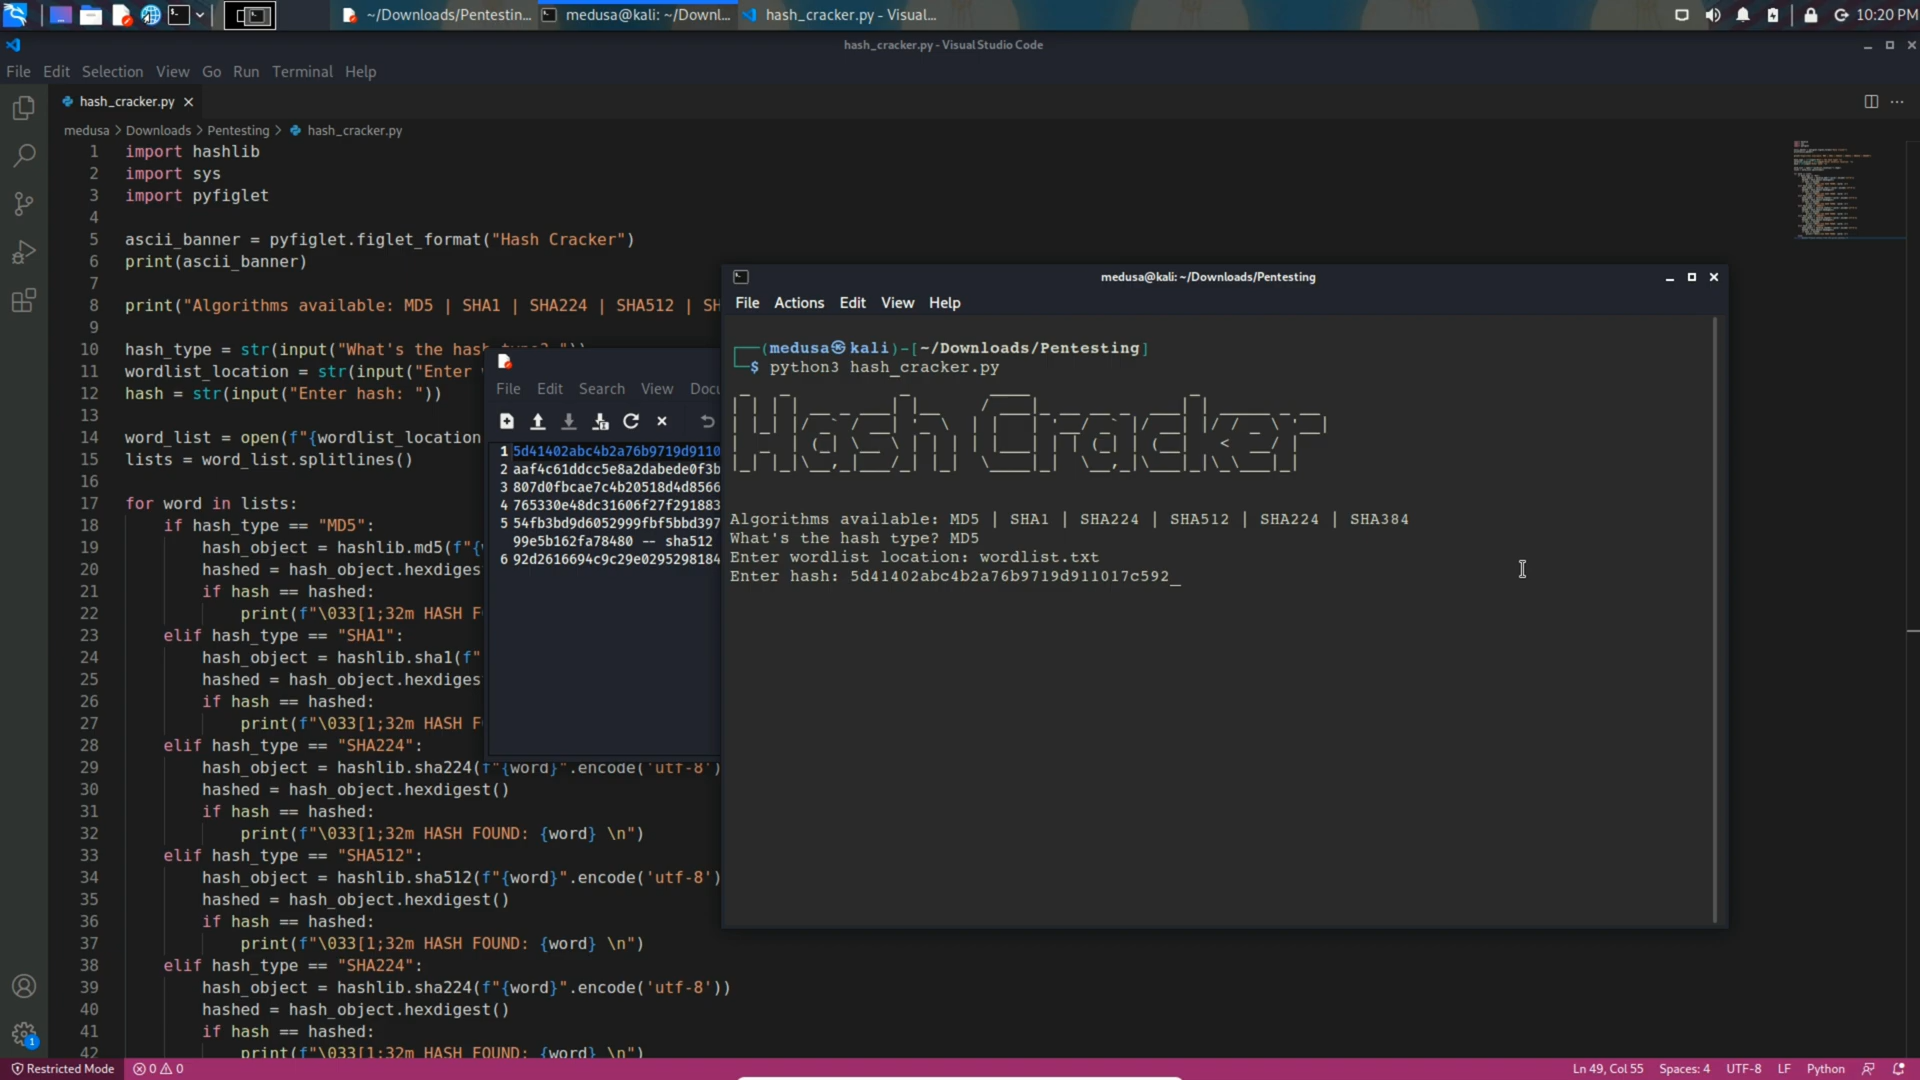 ~/Downloads/Pentestin...
medusa@kali: ~/Downl...
hash_cracker.py - Visual...
10:20 PM
hash_cracker.py - Visual Studio Code
File Edit Selection View Go Run Terminal Help
hash_cracker.py
medusa > Downloads > Pentesting > hash_cracker.py
1 import hashlib
2 import sys
3 import pyfiglet
4
5 ascii_banner = pyfiglet.figlet_format("Hash Cracker")
6 print(ascii_banner)
7
8 print("Algorithms available: MD5 | SHA1 | SHA224 | SHA512 | SH
9
10 hash_type = str(input("What's the hash type? "))
11 wordlist_location = str(input("Enter
12 hash = str(input("Enter hash: "))
13
14 word_list = open(f"{wordlist_location
15 lists = word_list.splitlines()
16
17 for word in lists:
18 if hash_type == "MD5":
19 hash_object = hashlib.md5(f"{
20 hashed = hash_object.hexdiges
21 if hash == hashed:
22 print(f"\033[1;32m HASH F
23 elif hash_type == "SHA1":
24 hash_object = hashlib.sha1(f"
25 hashed = hash_object.hexdiges
26 if hash == hashed:
27 print(f"\033[1;32m HASH F
28 elif hash_type == "SHA224":
29 hash_object = hashlib.sha224(f"{word}".encode('utf-8')
30 hashed = hash_object.hexdigest()
31 if hash == hashed:
32 print(f"\033[1;32m HASH FOUND: {word} \n")
33 elif hash_type == "SHA512":
34 hash_object = hashlib.sha512(f"{word}".encode('utf-8')
35 hashed = hash_object.hexdigest()
36 if hash == hashed:
37 print(f"\033[1;32m HASH FOUND: {word} \n")
38 elif hash_type == "SHA224":
39 hash_object = hashlib.sha224(f"{word}".encode('utf-8'))
40 hashed = hash_object.hexdigest()
41 if hash == hashed:
42 print(f"\033[1;32m HASH FOUND: {word} \n")
File Edit Search View Docu
1 5d41402abc4b2a76b9719d9110
2 aaf4c61ddcc5e8a2dabede0f3b
3 807d0fbcae7c4b20518d4d8566
4 765330e48dc31606f27f291883
5 54fb3bd9d6052999fbf5bbd397
99e5b162fa78480 -- sha512
6 92d2616694c9c29e0295298184
medusa@kali: ~/Downloads/Pentesting
File Actions Edit View Help
(medusa㉿kali)-[~/Downloads/Pentesting]
$ python3 hash_cracker.py
Hash Cracker
Algorithms available: MD5 | SHA1 | SHA224 | SHA512 | SHA224 | SHA384
What's the hash type? MD5
Enter wordlist location: wordlist.txt
Enter hash: 5d41402abc4b2a76b9719d911017c592_
1
Restricted Mode 0 0
Ln 49, Col 55 Spaces: 4 UTF-8 LF Python